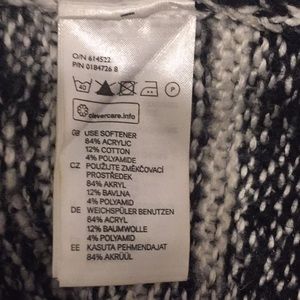 O/N 614522
P/N 0184726 8
40 P
clevercare.info
GB USE SOFTENER
84% ACRYLIC
12% COTTON
4% POLYAMIDE
CZ POUŽIJTE ZMĚKČOVACÍ
PROSTŘEDEK
84% AKRYL
12% BAVLNA
4% POLYAMID
DE WEICHSPÜLER BENUTZEN
84% ACRYL
12% BAUMWOLLE
4% POLYAMID
EE KASUTA PEHMENDAJAT
84% AKRÜÜL